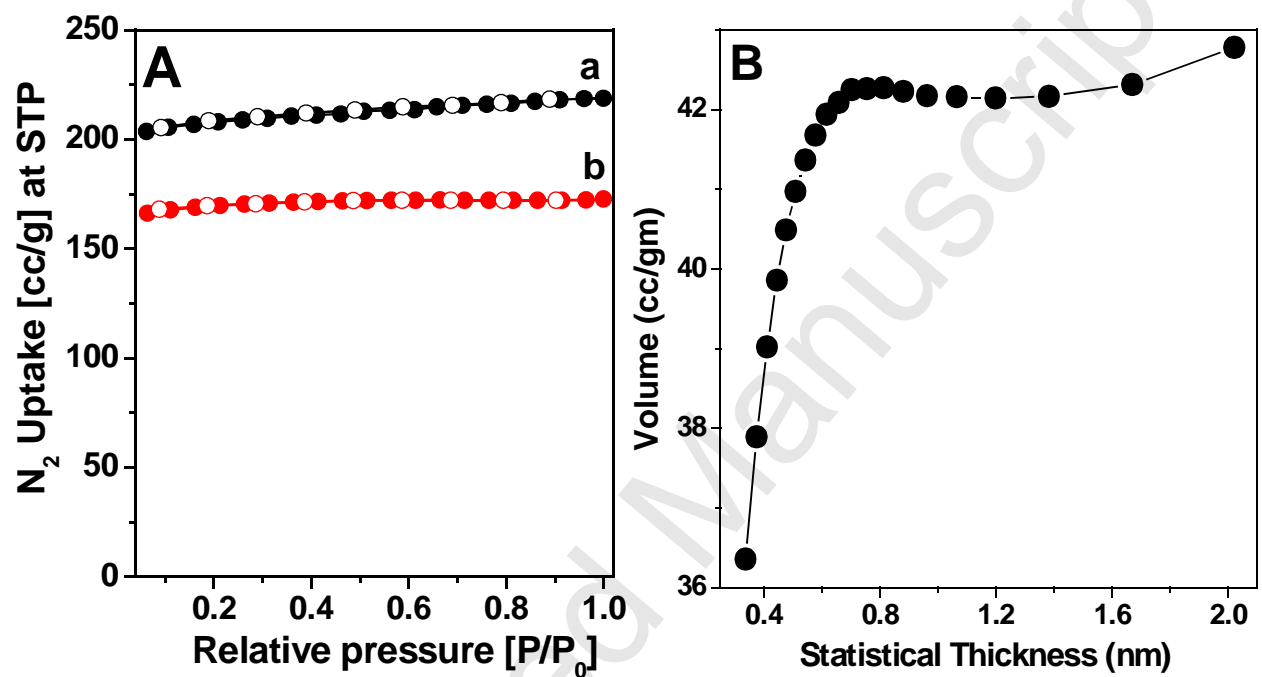 A
a
b
250
200
150
100
50
0
0.2 0.4 0.6 0.8 1.0
N₂ Uptake [cc/g] at STP
Relative pressure [P/P₀]
B
42
40
38
36
0.4 0.8 1.2 1.6 2.0
Volume (cc/gm)
Statistical Thickness (nm)
d Manuscrip